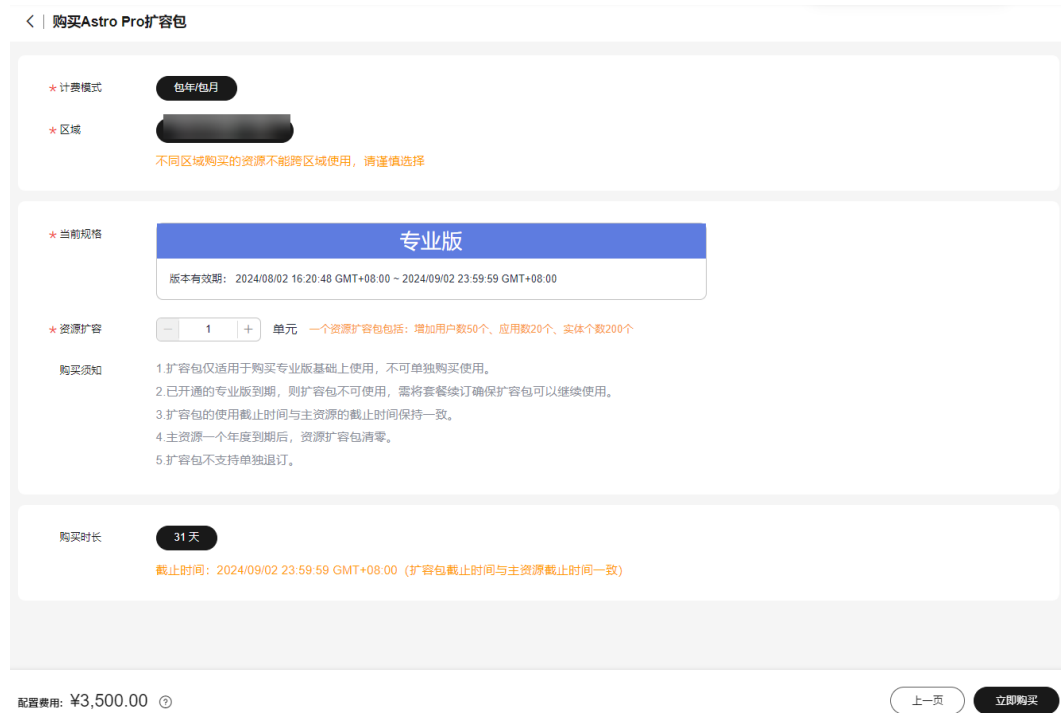 购买Astro Pro扩容包
* 计费模式 包年/包月
* 区域
不同区域购买的资源不能跨区域使用，请谨慎选择
* 当前规格 专业版
版本有效期： 2024/08/02 16:20:48 GMT+08:00 ~ 2024/09/02 23:59:59 GMT+08:00
* 资源扩容 － 1 + 单元 一个资源扩容包包括：增加用户数50个、应用数20个、实体个数200个
购买须知 1.扩容包仅适用于购买专业版基础上使用，不可单独购买使用。
2.已开通的专业版到期，则扩容包不可使用，需将套餐续订确保扩容包可以继续使用。
3.扩容包的使用截止时间与主资源的截止时间保持一致。
4.主资源一个年度到期后，资源扩容包清零。
5.扩容包不支持单独退订。
购买时长 31 天
截止时间：2024/09/02 23:59:59 GMT+08:00（扩容包截止时间与主资源截止时间一致）
配置费用: ¥3,500.00 ? 上一页 立即购买